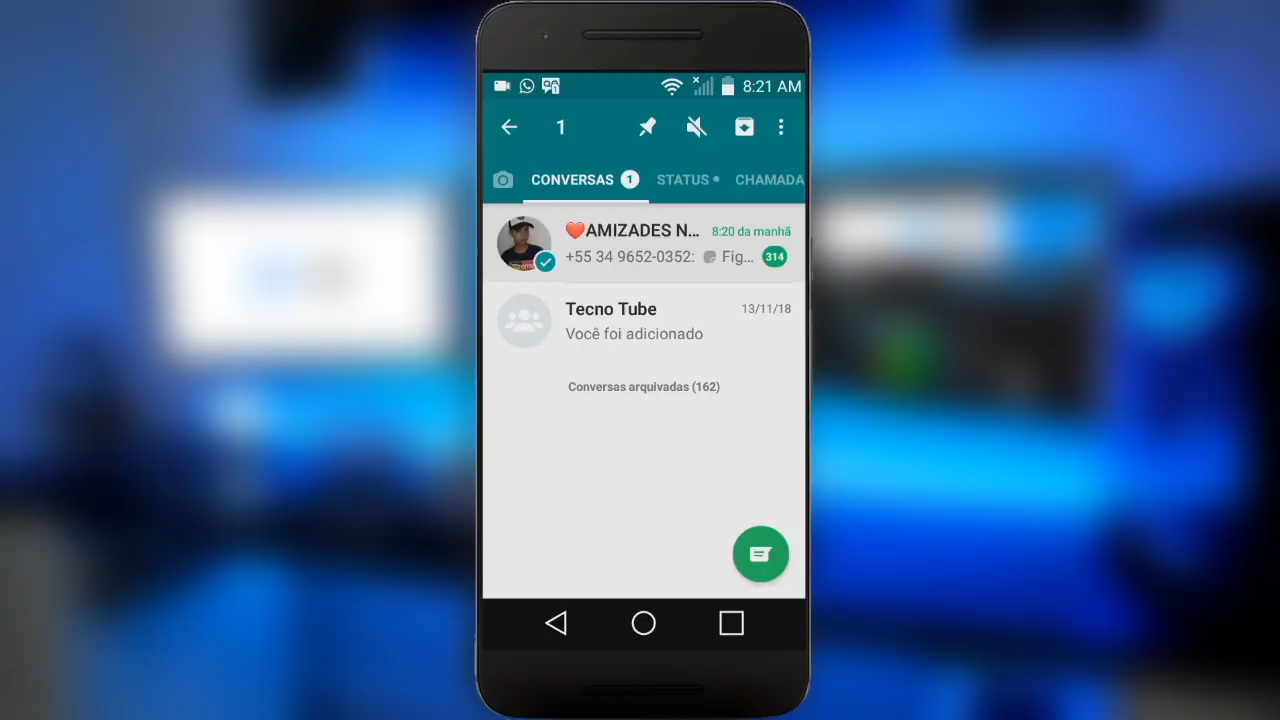 8:21 AM
1
CONVERSAS 1 STATUS CHAMADA
❤️AMIZADES N... 8:20 da manhã
+55 34 9652-0352: Fig... 314
Tecno Tube 13/11/18
Você foi adicionado
Conversas arquivadas (162)